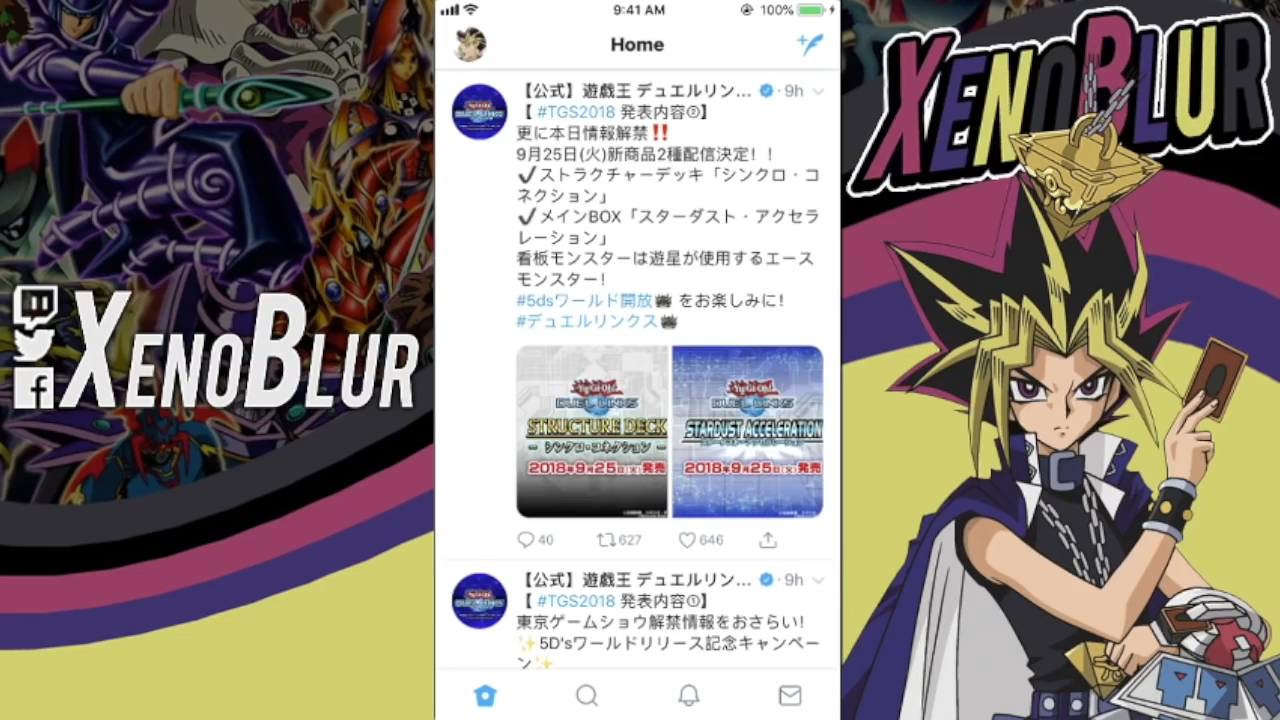 XENOBLUR
9:41 AM
100%
Home
【公式】遊戯王 デュエルリン... · 9h
【 #TGS2018 発表内容②】
更に本日情報解禁‼️
9月25日(火)新商品2種配信決定！！
✔ストラクチャーデッキ「シンクロ・コ
ネクション」
✔メインBOX「スターダスト・アクセラ
レーション」
看板モンスターは遊星が使用するエース
モンスター！
#5dsワールド開放 をお楽しみに！
#デュエルリンクス
Yu-Gi-Oh!
DUEL LINKS
STRUCTURE DECK
シンクロ・コネクション
2018年9月25日(火)発売
Yu-Gi-Oh!
DUEL LINKS
STARDUST ACCELERATION
2018年9月25日(火)発売
40
627
646
【公式】遊戯王 デュエルリン... · 9h
【 #TGS2018 発表内容①】
東京ゲームショウ解禁情報をおさらい！
✨5D'sワールドリリース記念キャンペー
ン✨
XENOBLUR